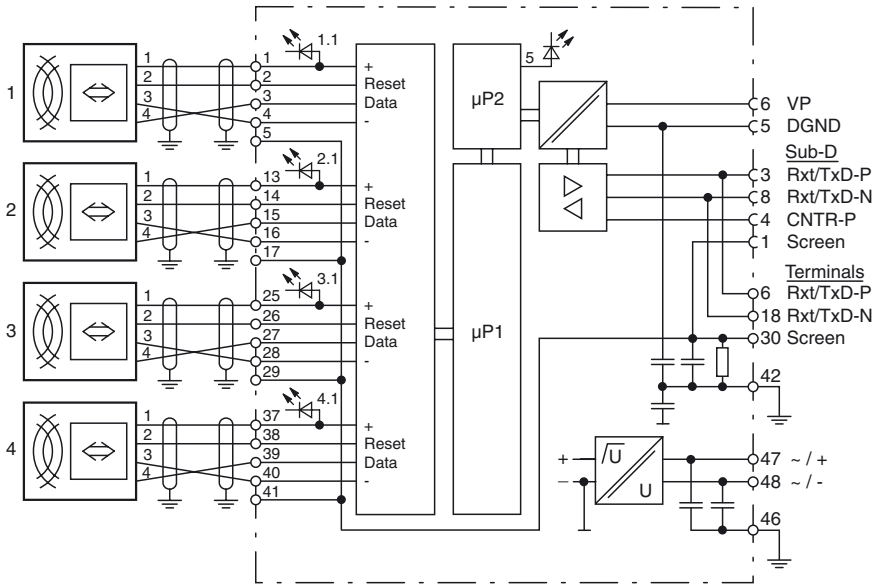 1
1
2
3
4
1
2
3
4
5
1.1
+
Reset
Data
-
2
1
2
3
4
13
14
15
16
17
2.1
+
Reset
Data
-
3
1
2
3
4
25
26
27
28
29
3.1
+
Reset
Data
-
4
1
2
3
4
37
38
39
40
41
4.1
+
Reset
Data
-
µP2
5
µP1
6 VP
5 DGND
Sub-D
3 Rxt/TxD-P
8 Rxt/TxD-N
4 CNTR-P
1 Screen
Terminals
6 Rxt/TxD-P
18 Rxt/TxD-N
30 Screen
42
+
−
√U
U
47 ~ / +
48 ~ / -
46